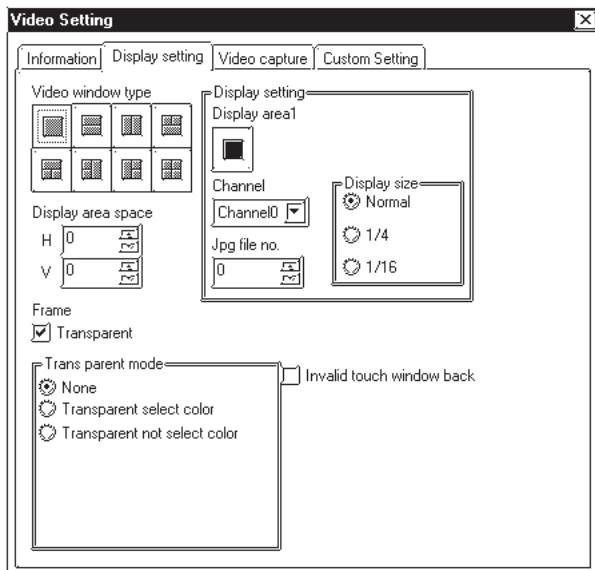 Video Setting
Information
Display setting
Video capture
Custom Setting
Video window type
Display area space
H 0
V 0
Frame
Transparent
Display setting
Display area1
Channel
Channel0
Jpg file no.
0
Display size
Normal
1/4
1/16
Trans parent mode
None
Transparent select color
Transparent not select color
Invalid touch window back